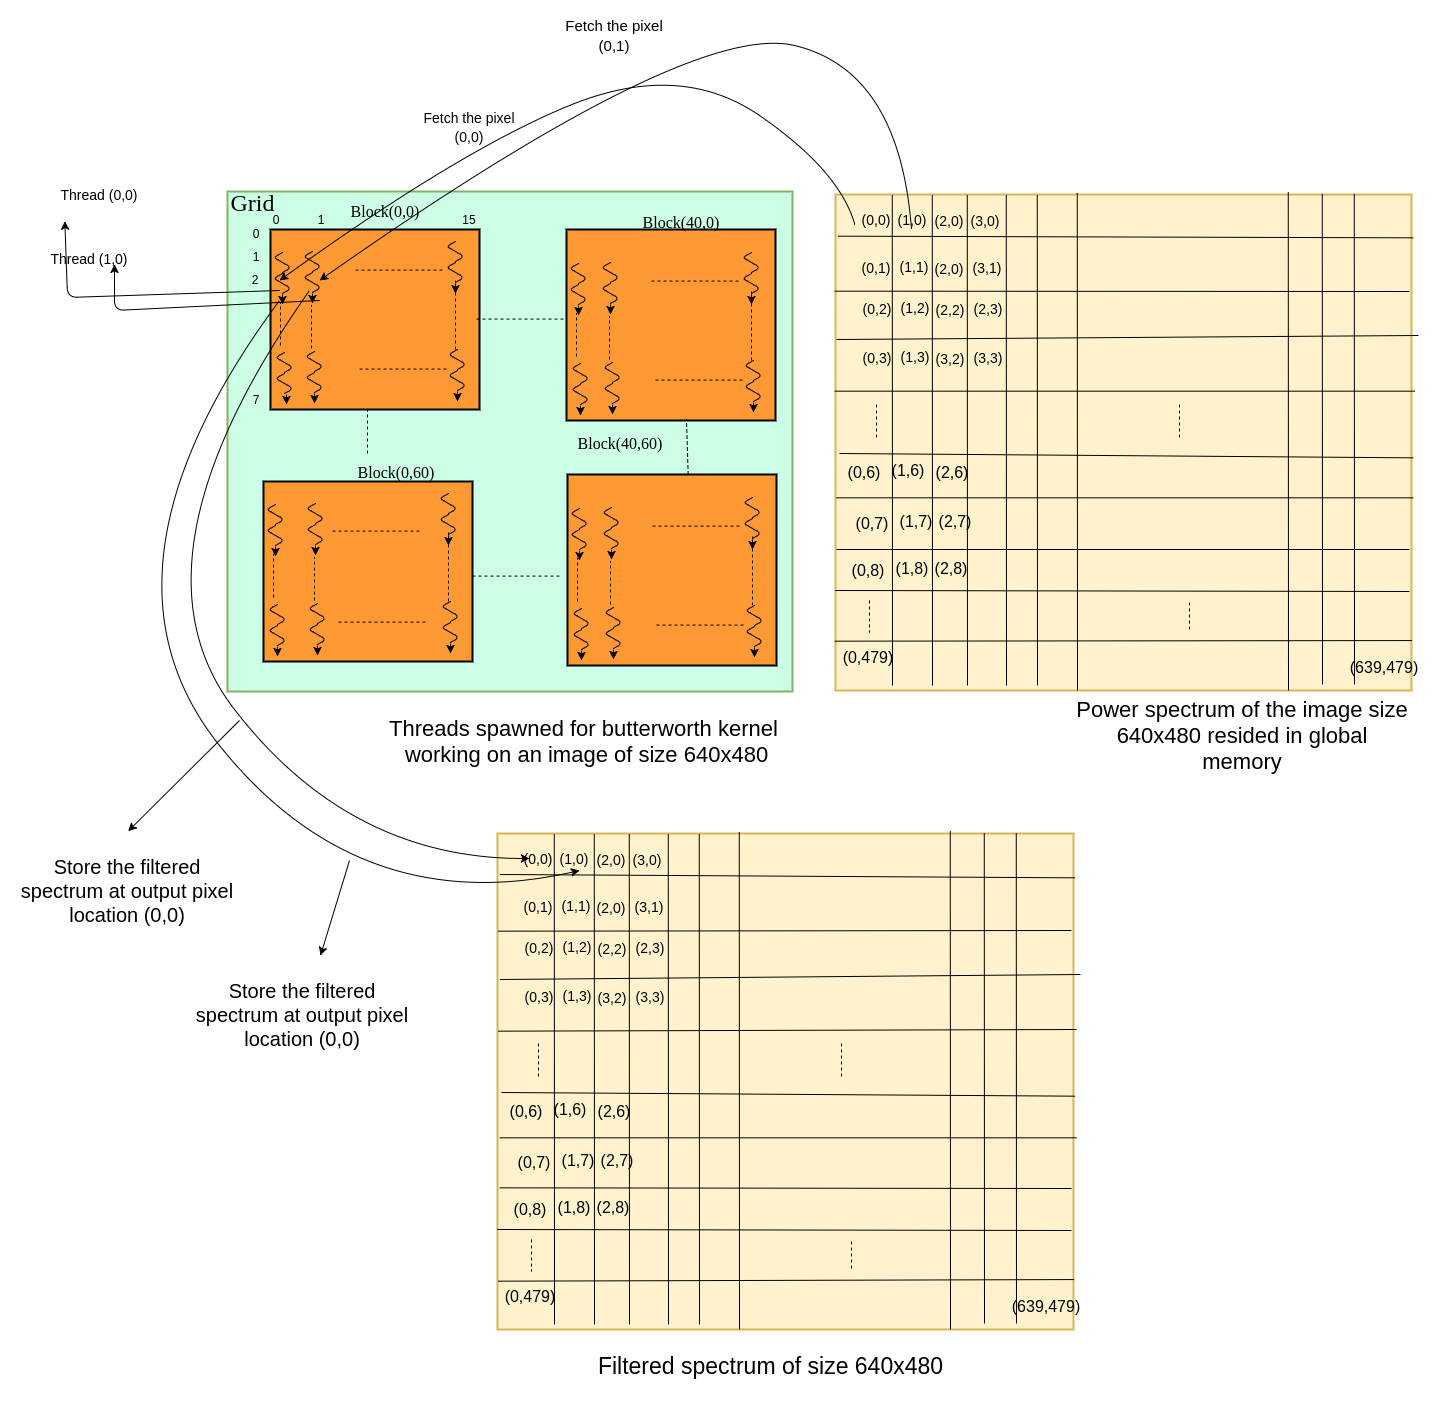 Fetch the pixel
(0,1)
Fetch the pixel
(0,0)
Thread (0,0)
Thread (1,0)
Grid
Block(0,0)
0 1 15
0
1
2
7
Block(40,0)
Block(40,60)
Block(0,60)
Threads spawned for butterworth kernel
working on an image of size 640x480
(0,0) (1,0) (2,0) (3,0)
(0,1) (1,1) (2,0) (3,1)
(0,2) (1,2) (2,2) (2,3)
(0,3) (1,3) (3,2) (3,3)
(0,6) (1,6) (2,6)
(0,7) (1,7) (2,7)
(0,8) (1,8) (2,8)
(0,479) (639,479)
Power spectrum of the image size
640x480 resided in global
memory
Store the filtered
spectrum at output pixel
location (0,0)
Store the filtered
spectrum at output pixel
location (0,0)
(0,0) (1,0) (2,0) (3,0)
(0,1) (1,1) (2,0) (3,1)
(0,2) (1,2) (2,2) (2,3)
(0,3) (1,3) (3,2) (3,3)
(0,6) (1,6) (2,6)
(0,7) (1,7) (2,7)
(0,8) (1,8) (2,8)
(0,479) (639,479)
Filtered spectrum of size 640x480